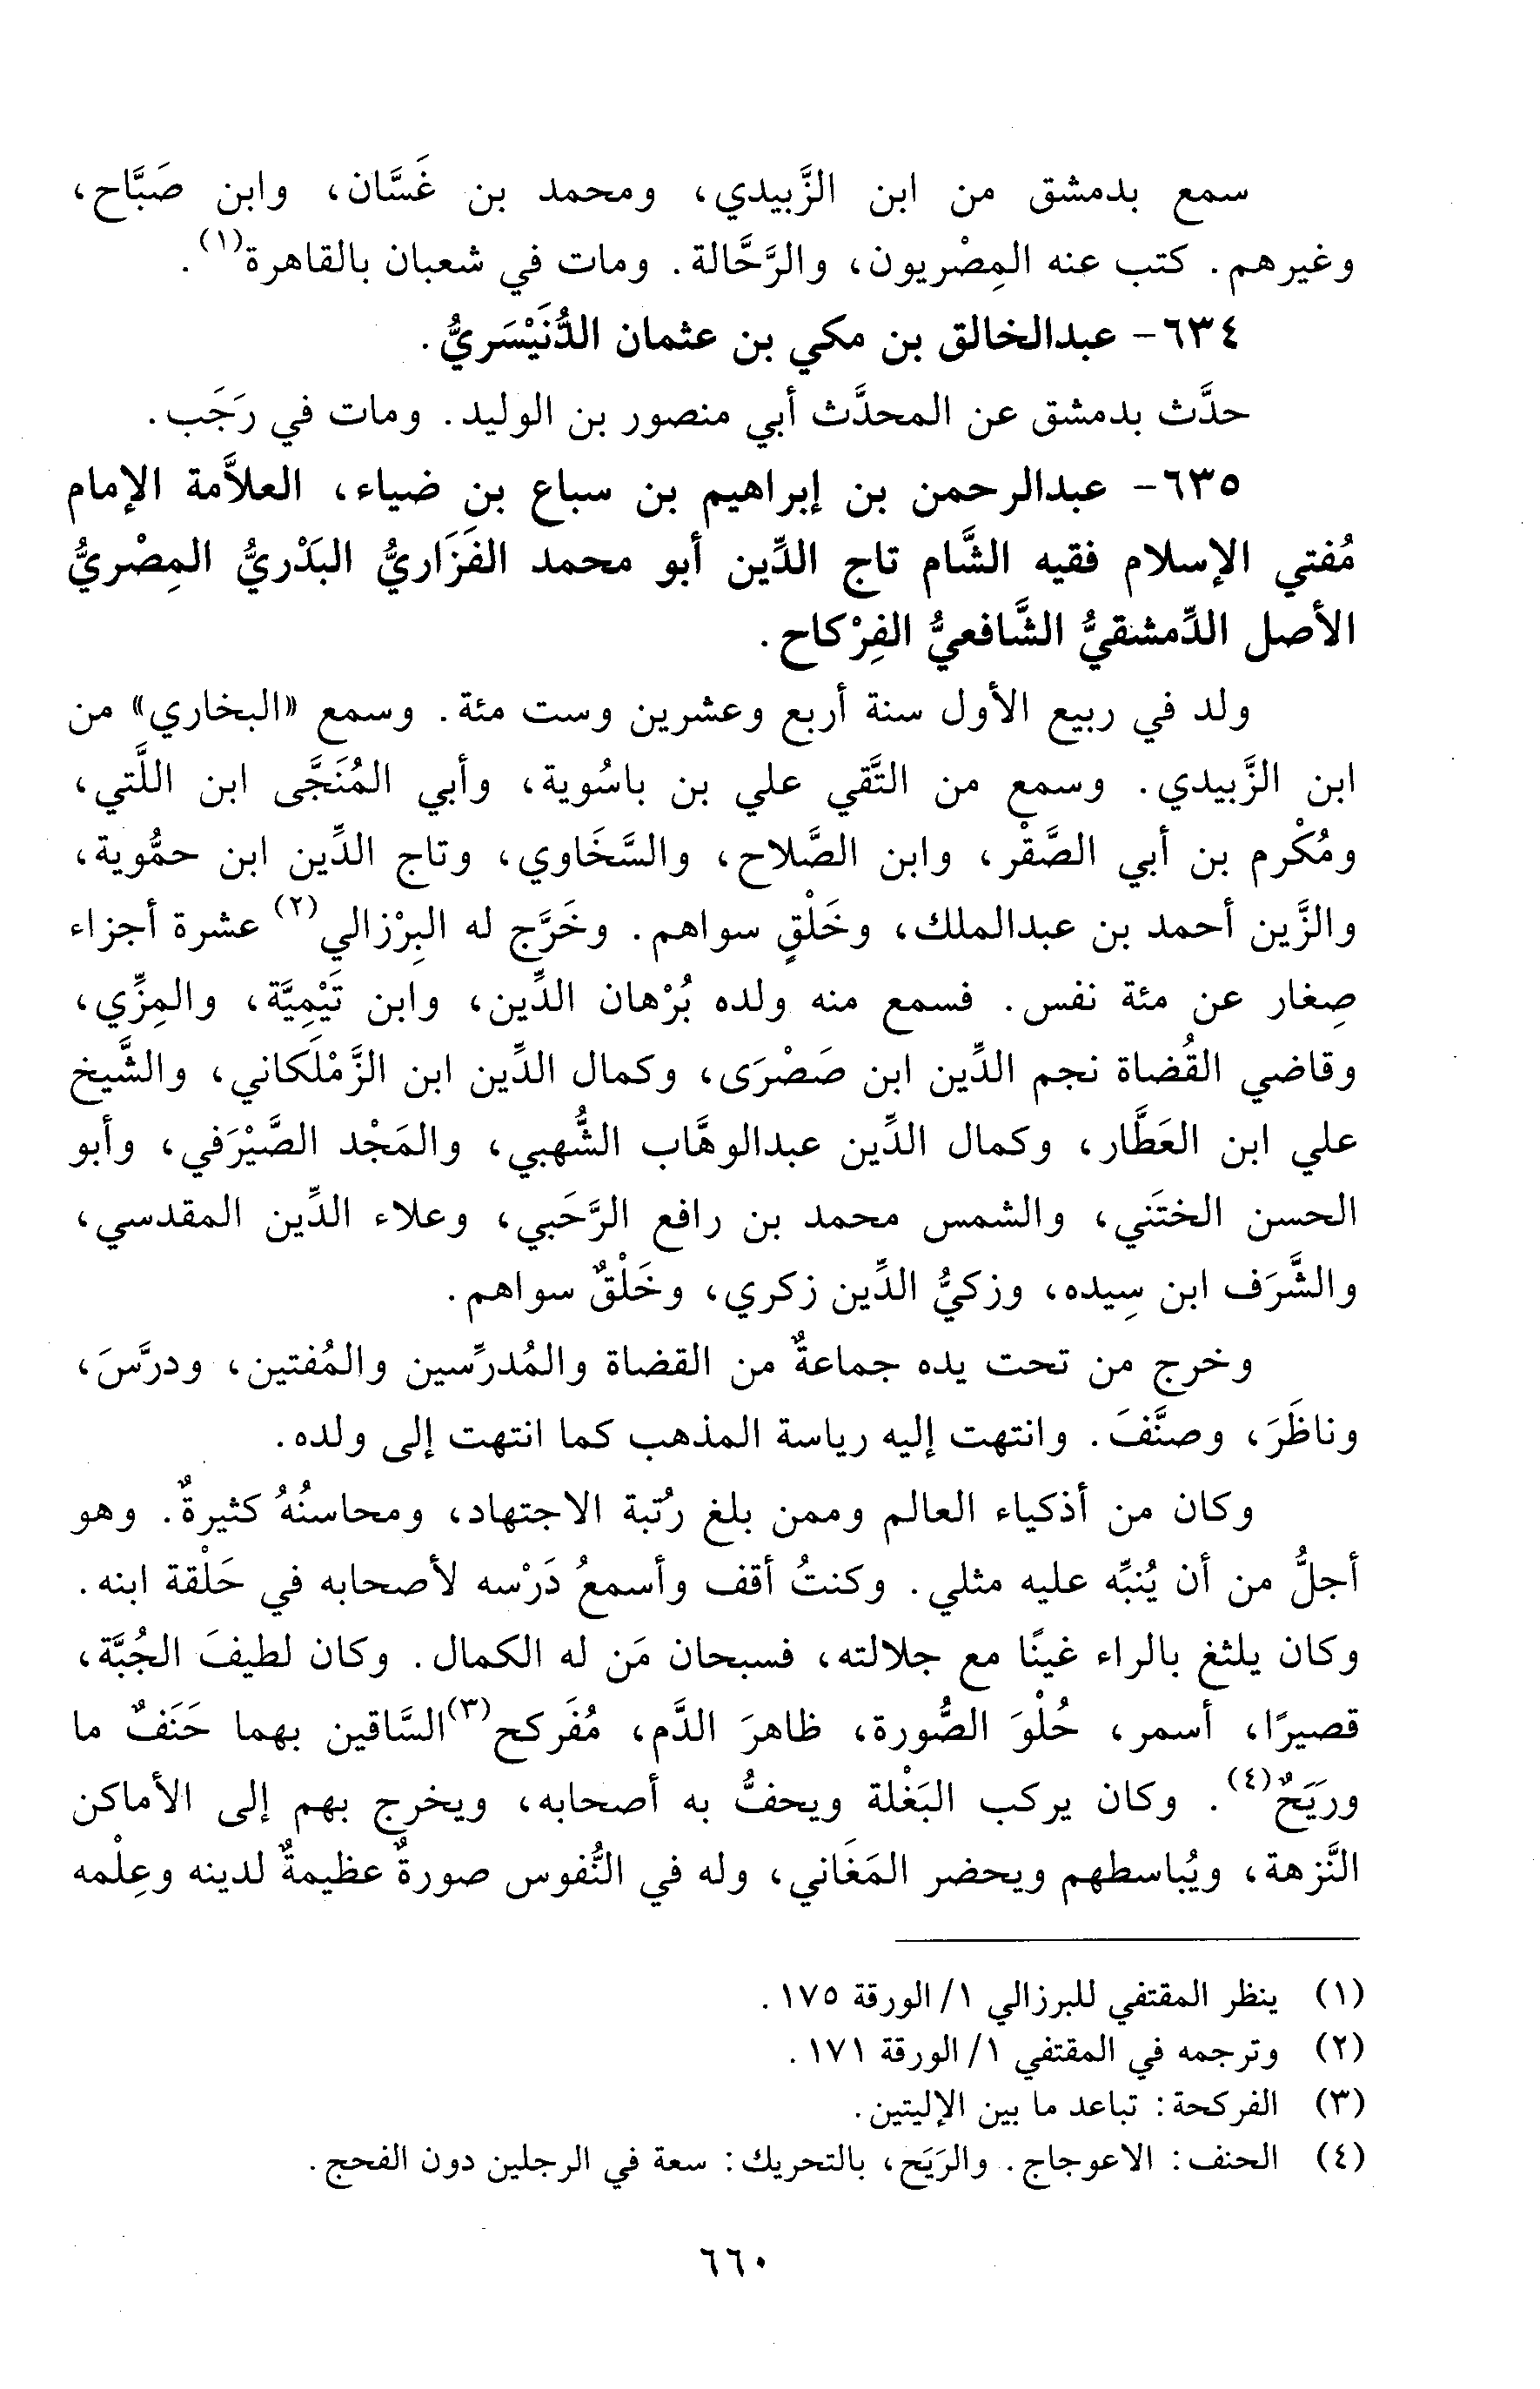 سمع بدمشق من ابن الزَّبيدي، ومحمد بن غَسَّان، وابن صَبَّاح،
وغيرهم. كتب عنه المِصْريون، والرَّحَّالة. ومات في شعبان بالقاهرة(١).
٦٣٤- عبدالخالق بن مكي بن عثمان الدُّنَيْسَريُّ.
حدَّث بدمشق عن المحدَّث أبي منصور بن الوليد. ومات في رَجَب.
٦٣٥- عبدالرحمن بن إبراهيم بن سباع بن ضياء، العلاَّمة الإمام
مُفتي الإسلام فقيه الشَّام تاج الدِّين أبو محمد الفَزَاريُّ البَدْريُّ المِصْريُّ
الأصل الدِّمشقيُّ الشَّافعيُّ الفِرْكاح.
ولد في ربيع الأول سنة أربع وعشرين وست مئة. وسمع «البخاري» من
ابن الزَّبيدي. وسمع من التَّقي علي بن باسُوية، وأبي المُنَجَّى ابن اللَّتي،
ومُكْرم بن أبي الصَّقْر، وابن الصَّلاح، والسَّخَاوي، وتاج الدِّين ابن حمُّوية،
والزَّين أحمد بن عبدالملك، وخَلْقٍ سواهم. وخَرَّج له البِرْزالي(٢) عشرة أجزاء
صِغار عن مئة نفس. فسمع منه ولده بُرْهان الدِّين، وابن تَيْمِيَّة، والمِزِّي،
وقاضي القُضاة نجم الدِّين ابن صَصْرَى، وكمال الدِّين ابن الزَّمْلَكاني، والشَّيخ
علي ابن العَطَّار، وكمال الدِّين عبدالوهَّاب الشُّهبي، والمَجْد الصَّيْرَفي، وأبو
الحسن الختَني، والشمس محمد بن رافع الرَّحَبي، وعلاء الدِّين المقدسي،
والشَّرَف ابن سِيده، وزكيُّ الدِّين زكري، وخَلْقٌ سواهم.
وخرج من تحت يده جماعةٌ من القضاة والمُدرِّسين والمُفتين، ودرَّسَ،
وناظَرَ، وصنَّفَ. وانتهت إليه رياسة المذهب كما انتهت إلى ولده.
وكان من أذكياء العالم وممن بلغ رُتبة الاجتهاد، ومحاسنُهُ كثيرةٌ. وهو
أجلُّ من أن يُنبِّه عليه مثلي. وكنتُ أقف وأسمعُ دَرْسه لأصحابه في حَلْقة ابنه.
وكان يلثغ بالراء غينًا مع جلالته، فسبحان مَن له الكمال. وكان لطيفَ الجُبَّة،
قصيرًا، أسمر، حُلْوَ الصُّورة، ظاهرَ الدَّم، مُفَركح(٣)السَّاقين بهما حَنَفٌ ما
ورَيَحٌ(٤). وكان يركب البَغْلة ويحفُّ به أصحابه، ويخرج بهم إلى الأماكن
النَّزهة، ويُباسطهم ويحضر المَغَاني، وله في النُّفوس صورةٌ عظيمةٌ لدينه وعِلْمه
(١) ينظر المقتفي للبرزالي ١/ الورقة ١٧٥.
(٢) وترجمه في المقتفي ١/ الورقة ١٧١.
(٣) الفركحة: تباعد ما بين الإليتين.
(٤) الحنف: الاعوجاج. والرَيَح، بالتحريك: سعة في الرجلين دون الفحج.
٦٦٠